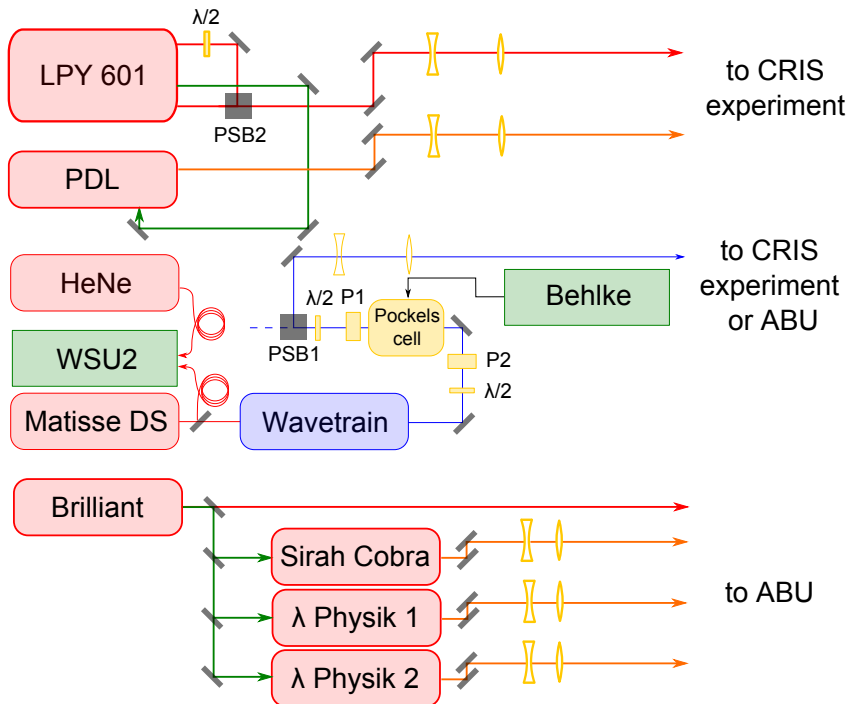 λ/2
LPY 601
PSB2
to CRIS
experiment
PDL
HeNe
WSU2
Matisse DS
Wavetrain
PSB1
λ/2
P1
Pockels
cell
P2
λ/2
Behlke
to CRIS
experiment
or ABU
Brilliant
Sirah Cobra
λ Physik 1
λ Physik 2
to ABU